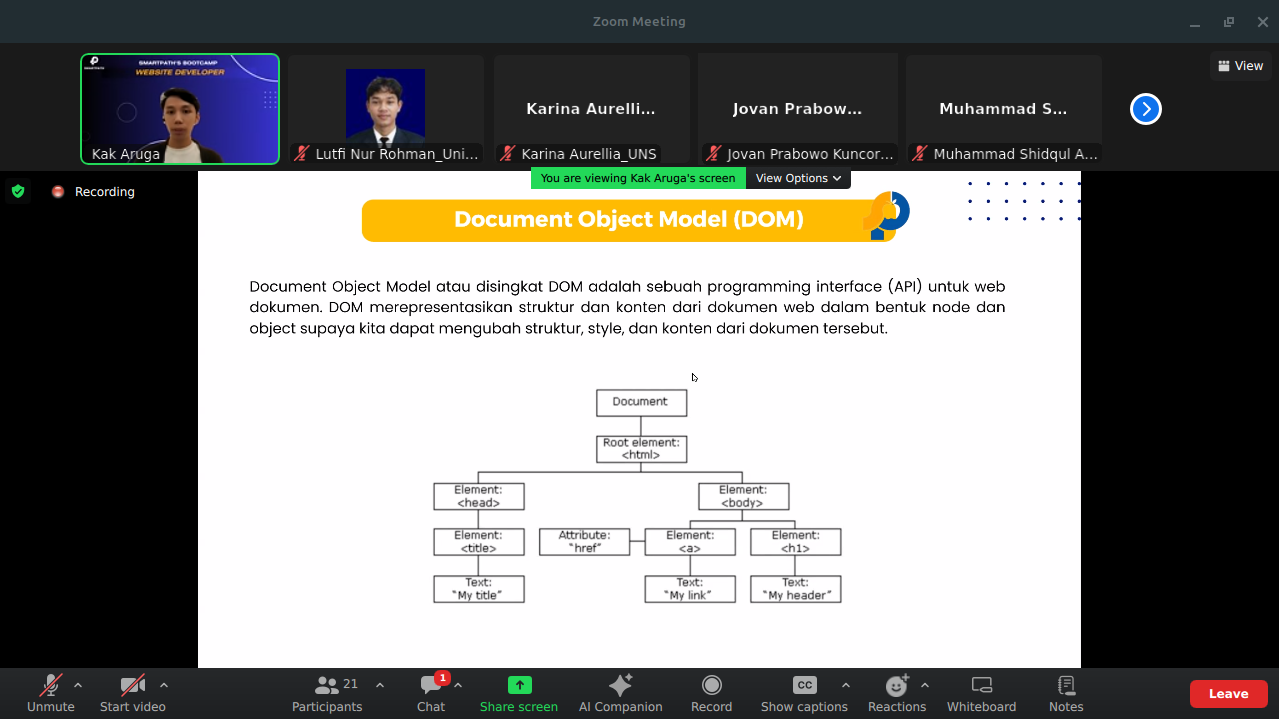 Zoom Meeting
SMARTPATH'S BOOTCAMP
WEBSITE DEVELOPER
Kak Aruga
Lutfi Nur Rohman_Uni...
Karina Aurelli...
Karina Aurellia_UNS
Jovan Prabow...
Jovan Prabowo Kuncor...
Muhammad S...
Muhammad Shidqul A...
View
Recording
You are viewing Kak Aruga's screen
View Options
Document Object Model (DOM)
Document Object Model atau disingkat DOM adalah sebuah programming interface (API) untuk web
dokumen. DOM merepresentasikan struktur dan konten dari dokumen web dalam bentuk node dan
object supaya kita dapat mengubah struktur, style, dan konten dari dokumen tersebut.
Document
Root element:
<html>
Element:
<head>
Element:
<body>
Element:
<title>
Attribute:
"href"
Element:
<a>
Element:
<h1>
Text:
"My title"
Text:
"My link"
Text:
"My header"
Unmute
Start video
21
Participants
1
Chat
Share screen
AI Companion
Record
CC
Show captions
Reactions
Whiteboard
Notes
Leave